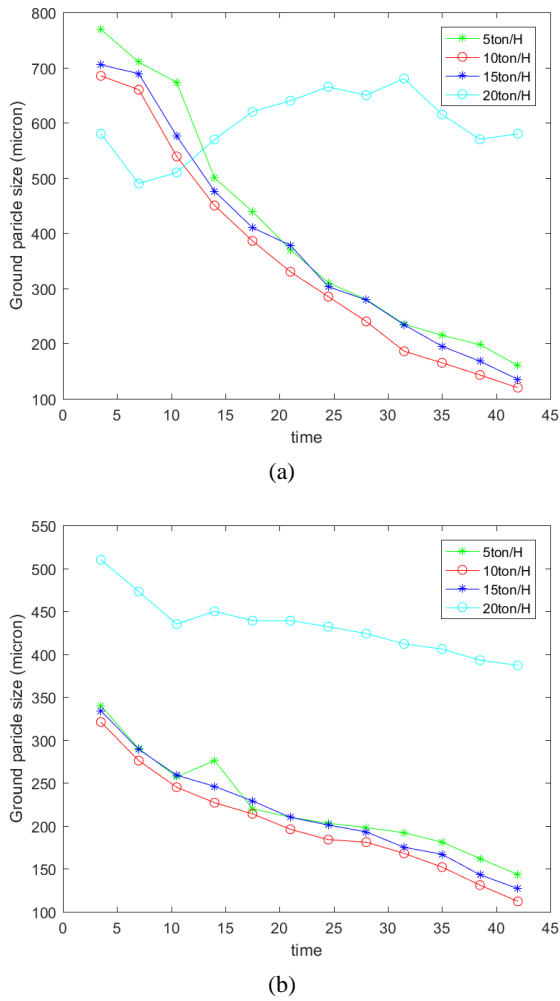 800
700
600
500
400
300
200
100
Ground paricle size (micron)
5ton/H
10ton/H
15ton/H
20ton/H
0 5 10 15 20 25 30 35 40 45
time
(a)
550
500
450
400
350
300
250
200
150
100
Ground paricle size (micron)
5ton/H
10ton/H
15ton/H
20ton/H
0 5 10 15 20 25 30 35 40 45
time
(b)